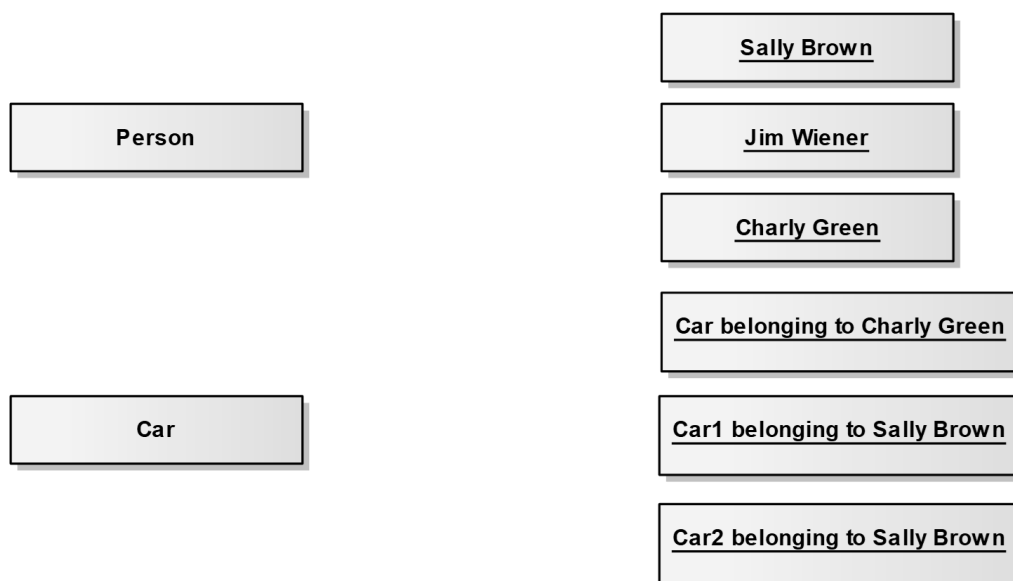 Sally Brown
Person
Jim Wiener
Charly Green
Car belonging to Charly Green
Car
Car1 belonging to Sally Brown
Car2 belonging to Sally Brown